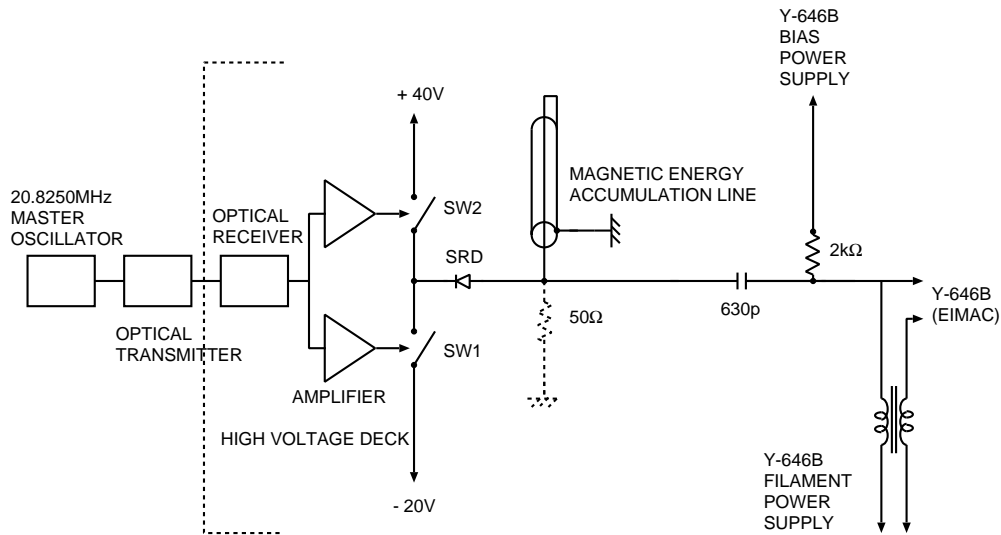 Y-646B
BIAS
POWER
SUPPLY
+ 40V
20.8250MHz
MASTER
OSCILLATOR
OPTICAL
RECEIVER
SW2
MAGNETIC ENERGY
ACCUMULATION LINE
SRD
2kΩ
OPTICAL
TRANSMITTER
50Ω
630p
Y-646B
(EIMAC)
SW1
AMPLIFIER
HIGH VOLTAGE DECK
- 20V
Y-646B
FILAMENT
POWER
SUPPLY